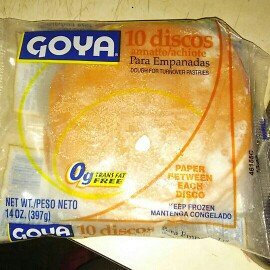 GOYA
10 discos
annatto/achiote
Para Empanadas
DOUGH FOR TURNOVER PASTRIES
0g TRANS FAT
FREE
PAPER
BETWEEN
EACH
DISCO
NET WT./PESO NETO
14 OZ. (397g)
KEEP FROZEN
MANTENGA CONGELADO
GOYA
10 discos